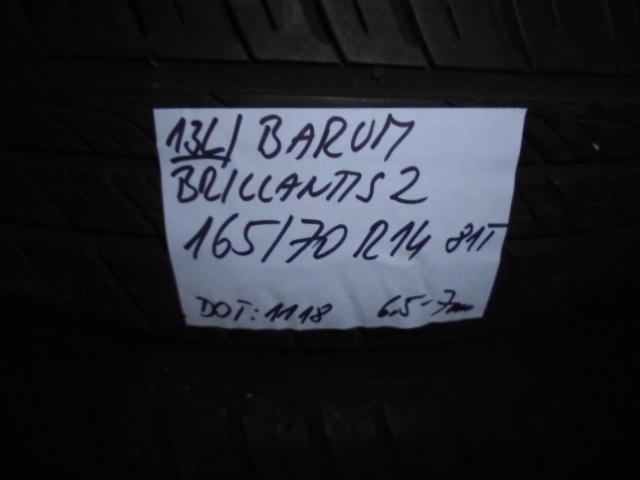 13L/ BARUM
BRILLANTIS 2
165/70 R14 81T
DOT: 1118 6,5-7mm